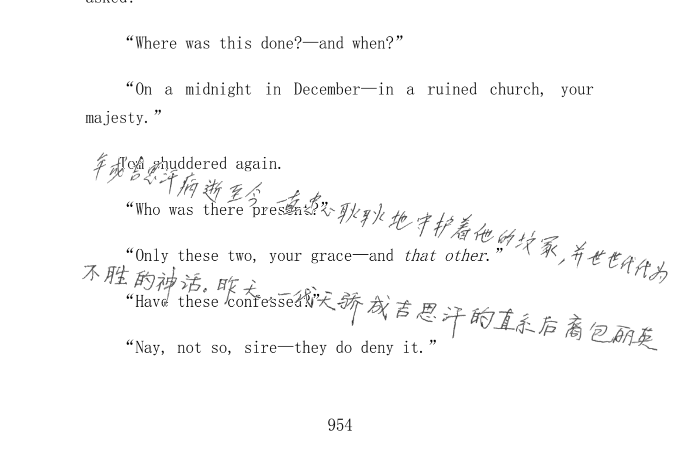 asked.
“Where was this done?—and when?”
“On a midnight in December—in a ruined church, your
majesty.”
Tom shuddered again.
年成吉思汗病逝至今,一直忠心耿耿地守护着他的坟冢,并世世代代为
“Who was there present?”
“Only these two, your grace—and that other.”
不胜的神话。昨天,一代天骄成吉思汗的直系后裔包丽英
“Have these confessed?”
“Nay, not so, sire—they do deny it.”
954